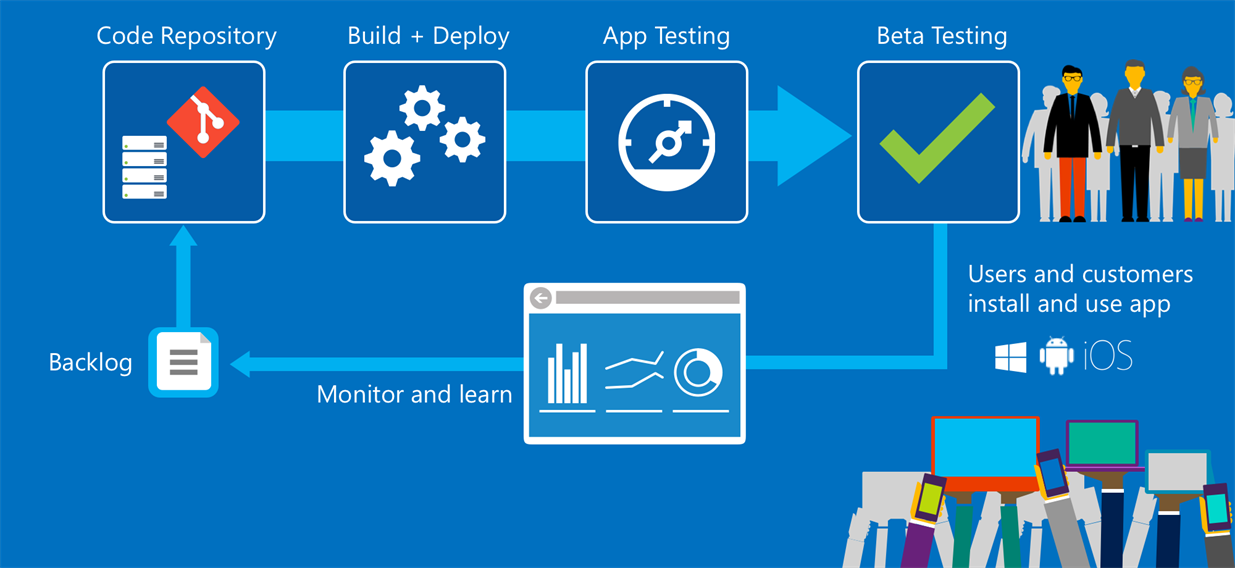 Code Repository
Build + Deploy
App Testing
Beta Testing
Users and customers
install and use app
iOS
Backlog
Monitor and learn